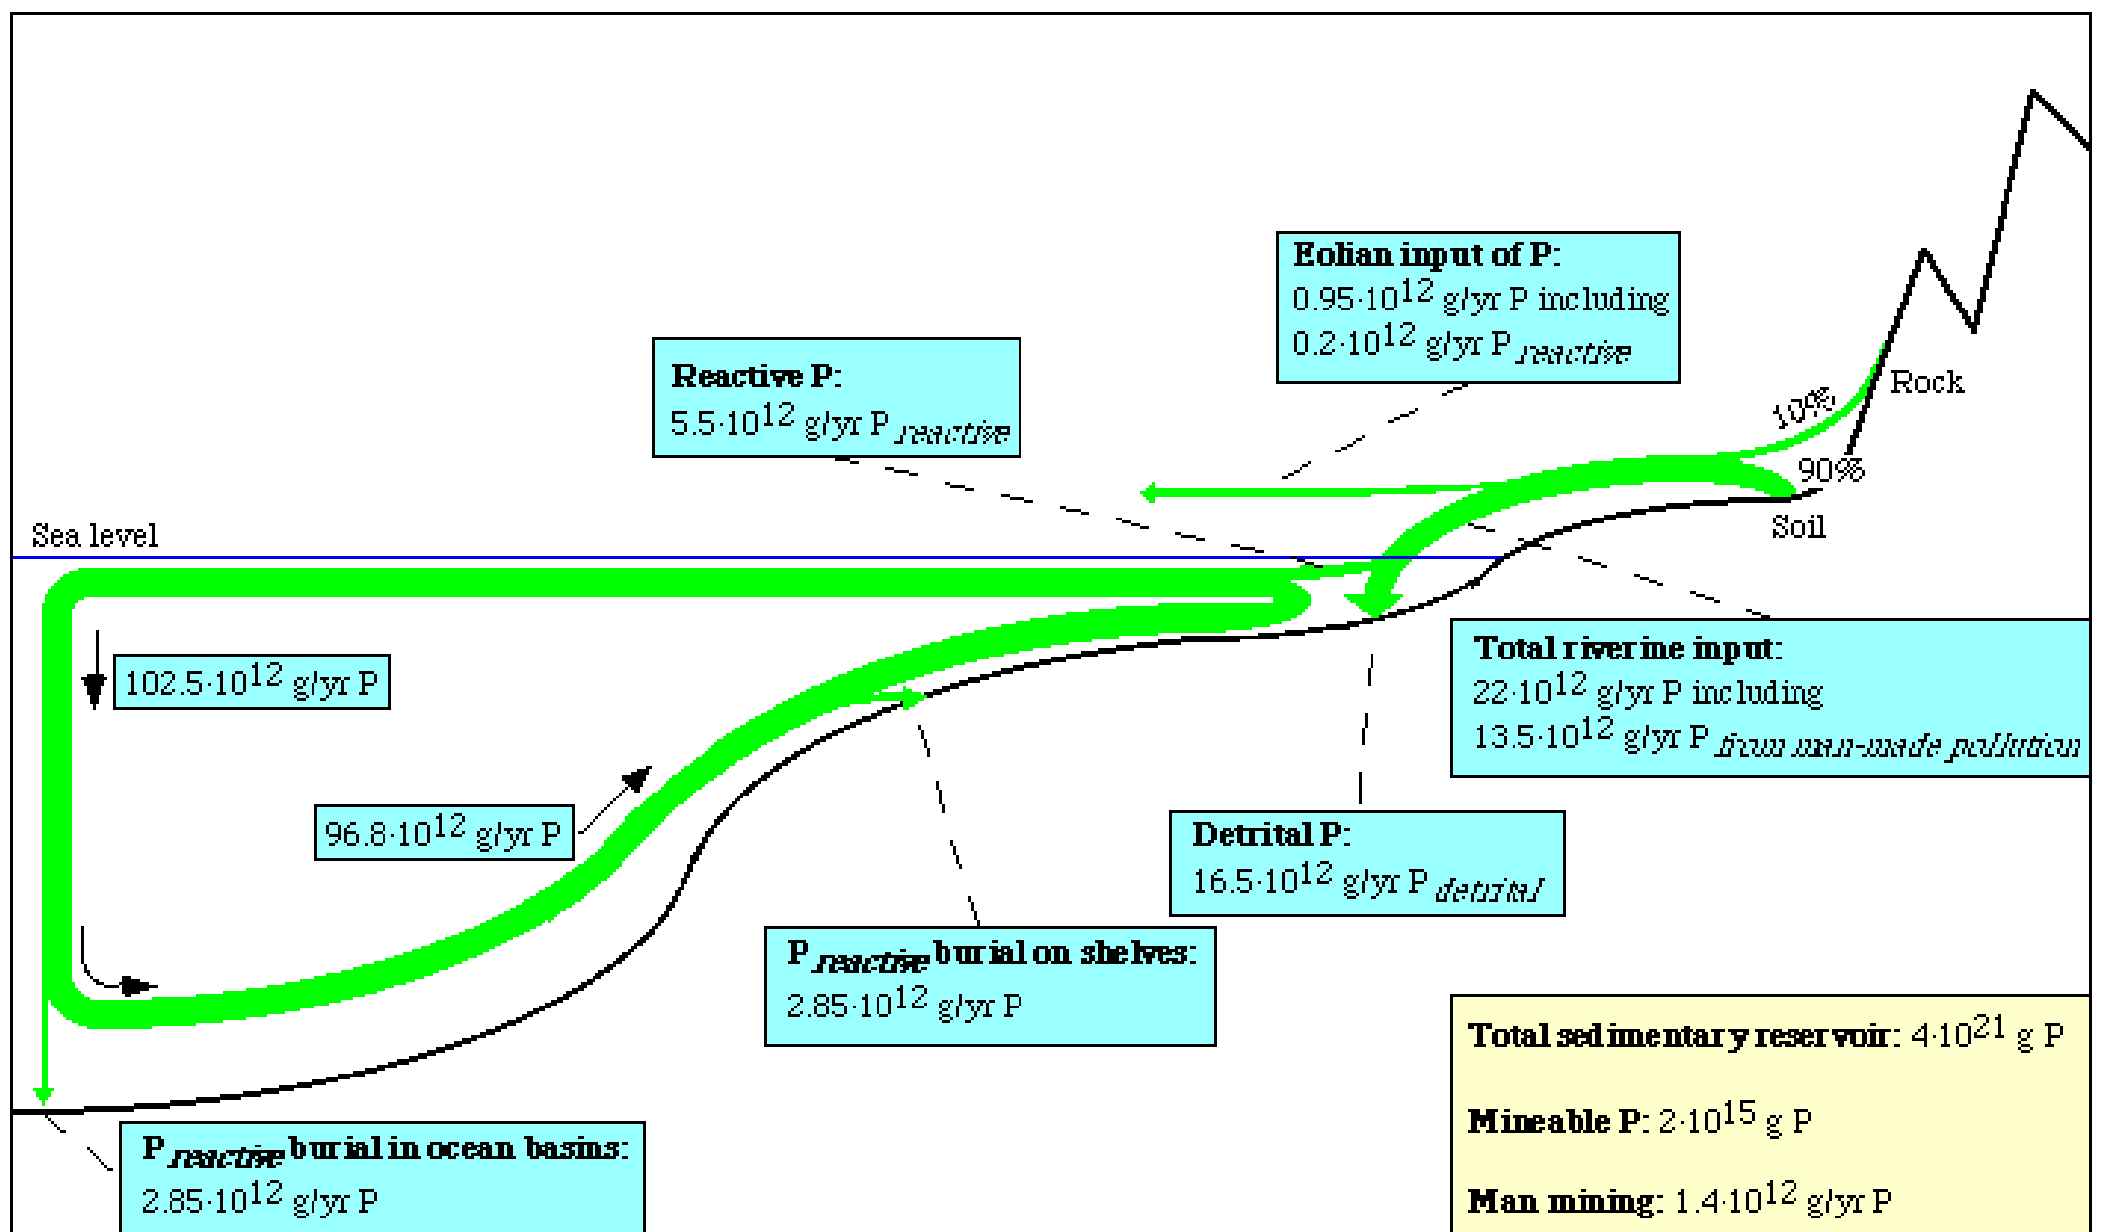 Eolian input of P:
0.95·10¹² g/yr P including
0.2·10¹² g/yr P reactive
Reactive P:
5.5·10¹² g/yr P reactive
Rock
10%
90%
Soil
Sea level
102.5·10¹² g/yr P
Total riverine input:
22·10¹² g/yr P including
13.5·10¹² g/yr P from man-made pollution
96.8·10¹² g/yr P
Detrital P:
16.5·10¹² g/yr P detrital
P reactive burial on shelves:
2.85·10¹² g/yr P
Total sedimentary reservoir: 4·10²¹ g P
Mineable P: 2·10¹⁵ g P
Man mining: 1.4·10¹² g/yr P
P reactive burial in ocean basins:
2.85·10¹² g/yr P